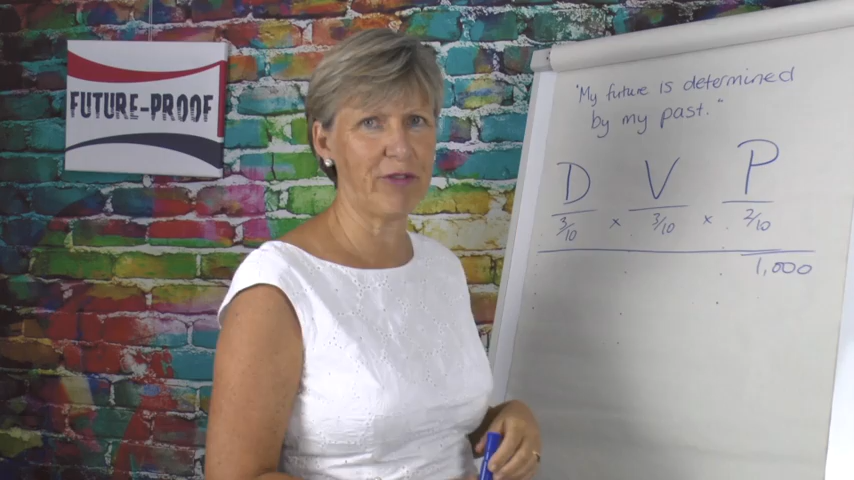 FUTURE-PROOF
"My future is determined
by my past."
D V P
3/10 x 3/10 x 2/10
1,000